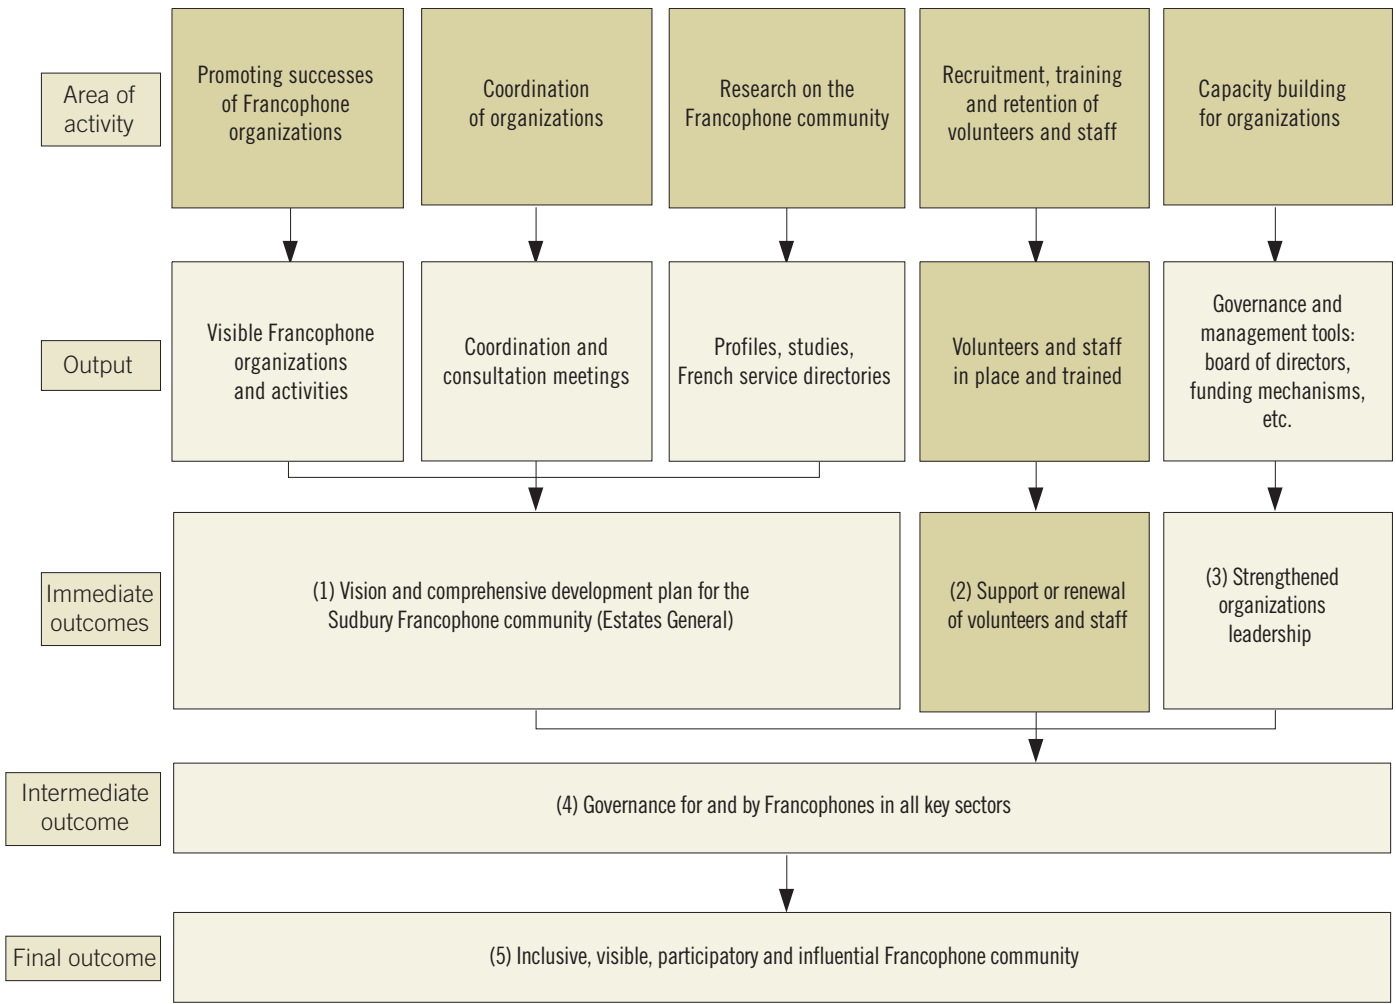 Area of
activity
Promoting successes
of Francophone
organizations
Coordination
of organizations
Research on the
Francophone community
Recruitment, training
and retention of
volunteers and staff
Capacity building
for organizations
Output
Visible Francophone
organizations
and activities
Coordination and
consultation meetings
Profiles, studies,
French service directories
Volunteers and staff
in place and trained
Governance and
management tools:
board of directors,
funding mechanisms,
etc.
Immediate
outcomes
(1) Vision and comprehensive development plan for the
Sudbury Francophone community (Estates General)
(2) Support or renewal
of volunteers and staff
(3) Strengthened
organizations
leadership
Intermediate
outcome
(4) Governance for and by Francophones in all key sectors
Final outcome
(5) Inclusive, visible, participatory and influential Francophone community